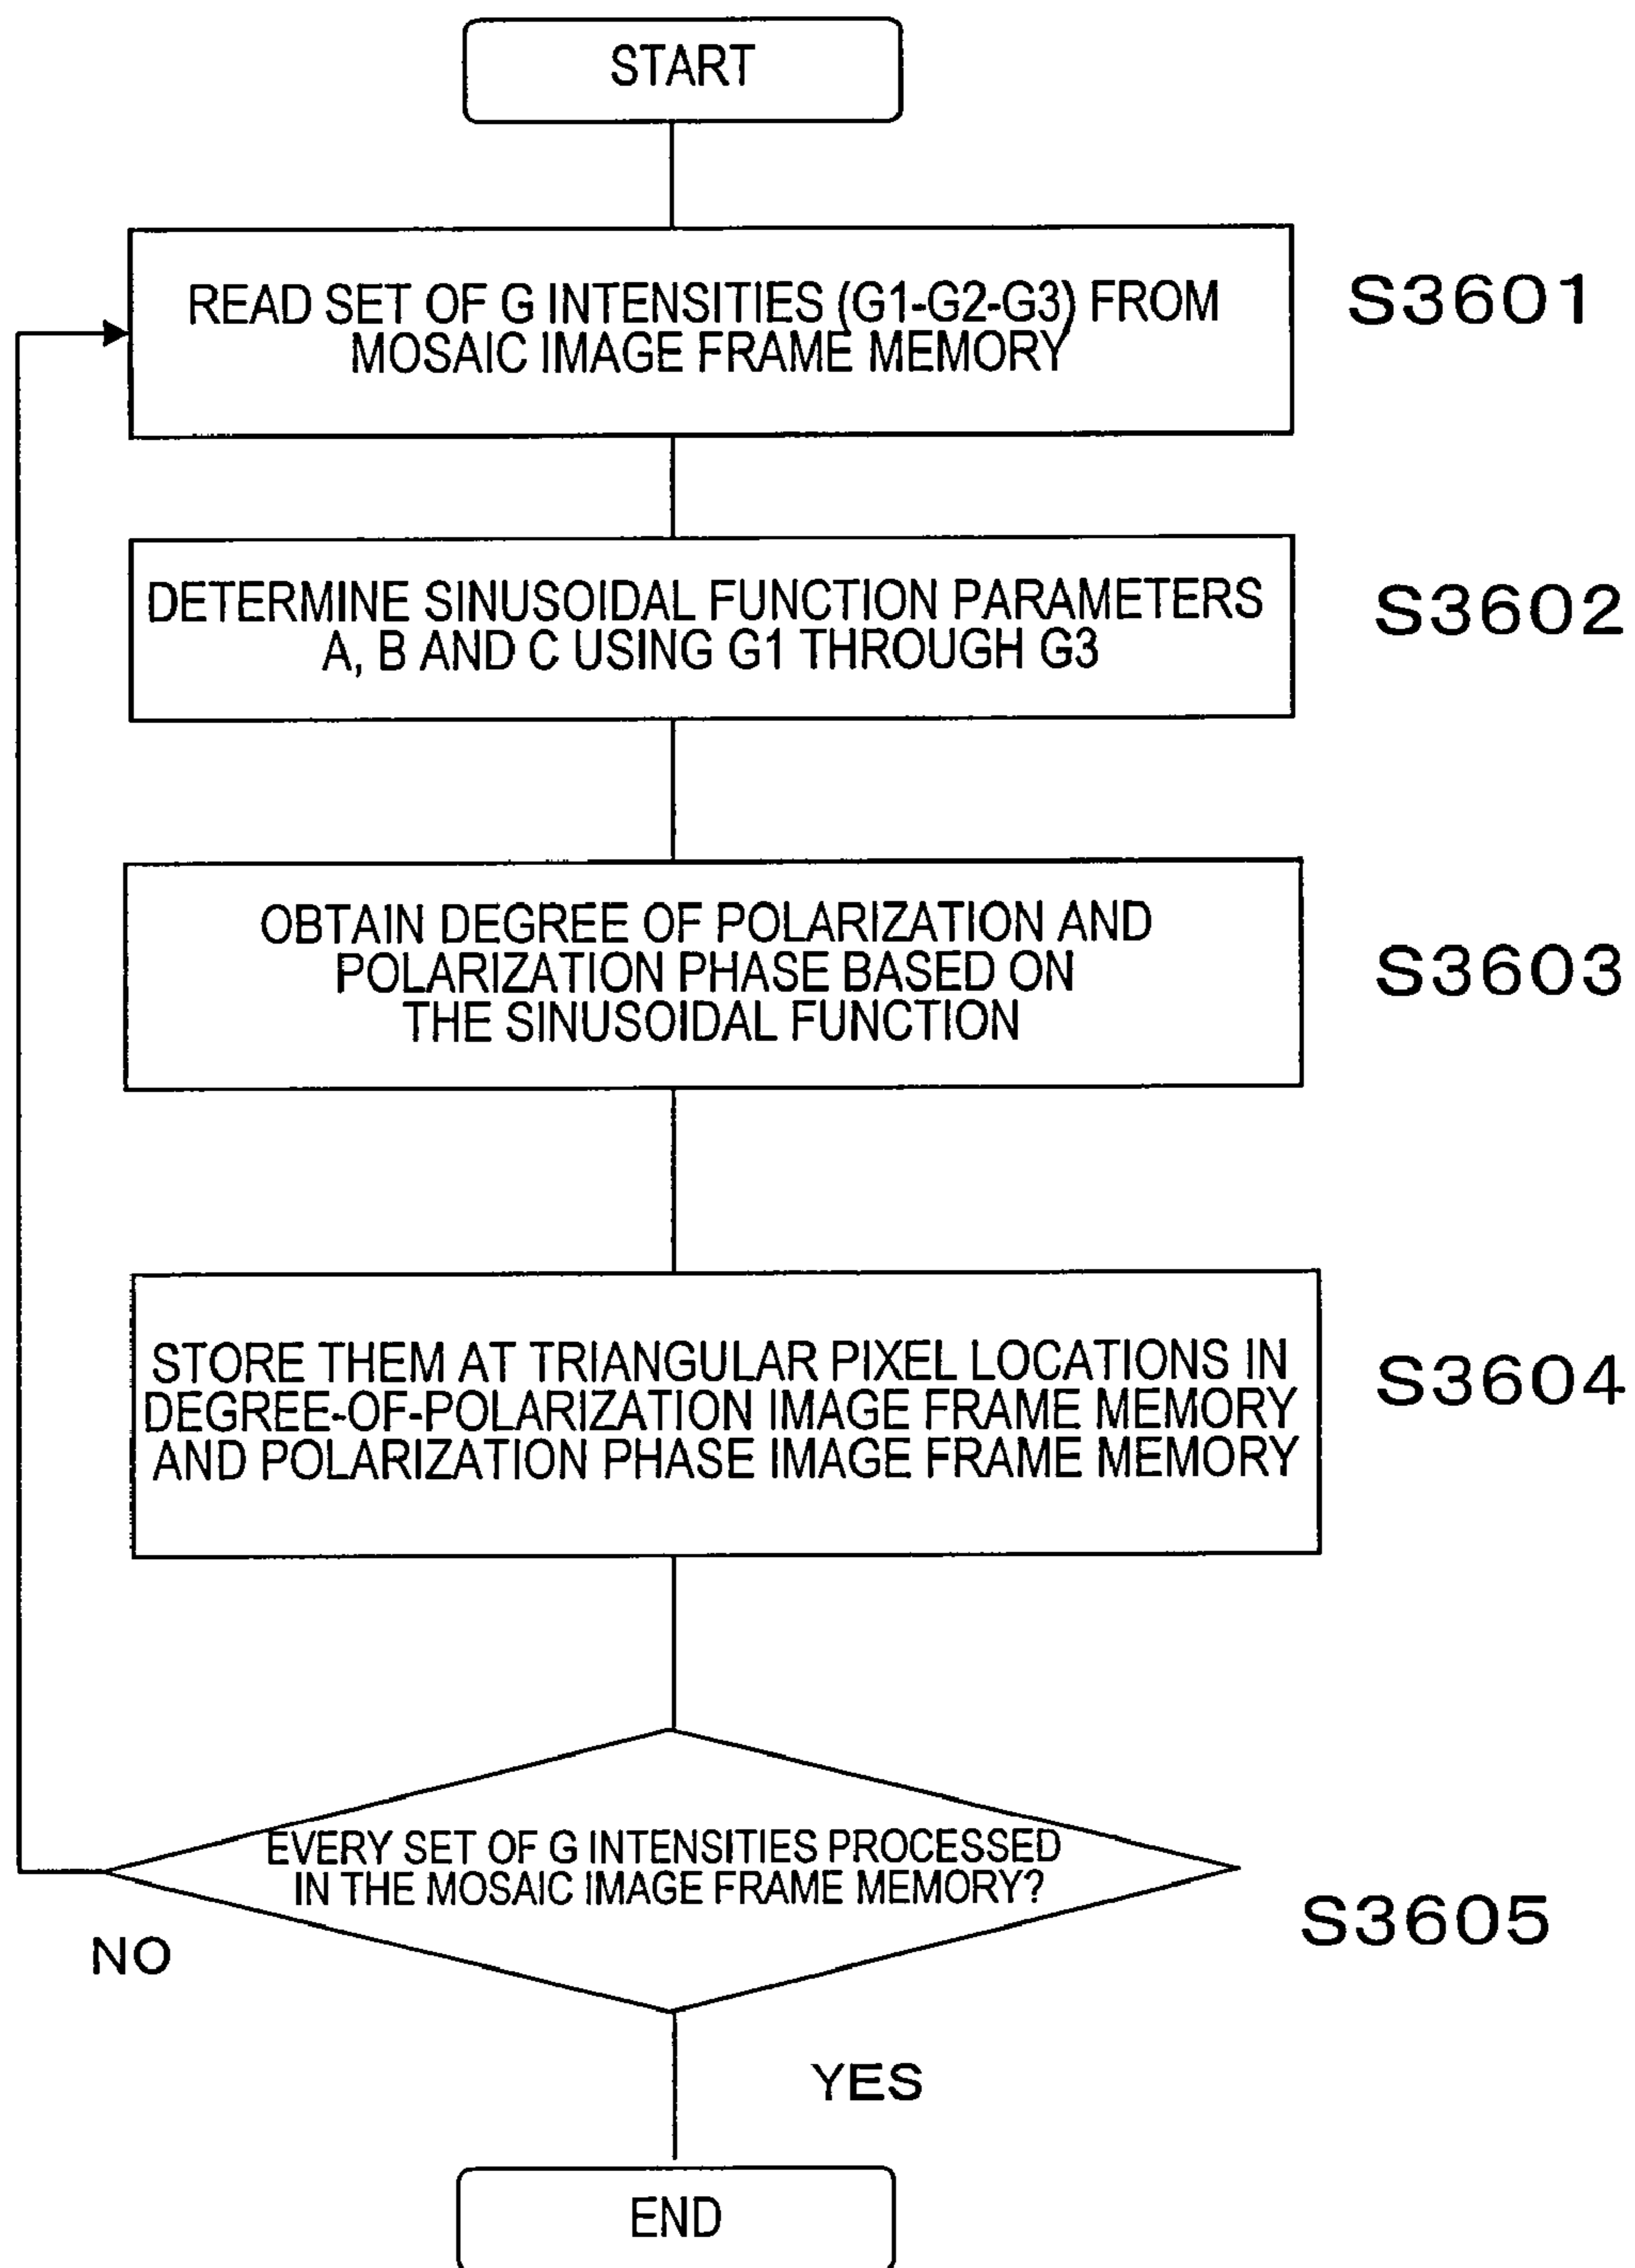 START
READ SET OF G INTENSITIES (G1-G2-G3) FROM
MOSAIC IMAGE FRAME MEMORY
S3601
DETERMINE SINUSOIDAL FUNCTION PARAMETERS
A, B AND C USING G1 THROUGH G3
S3602
OBTAIN DEGREE OF POLARIZATION AND
POLARIZATION PHASE BASED ON
THE SINUSOIDAL FUNCTION
S3603
STORE THEM AT TRIANGULAR PIXEL LOCATIONS IN
DEGREE-OF-POLARIZATION IMAGE FRAME MEMORY
AND POLARIZATION PHASE IMAGE FRAME MEMORY
S3604
EVERY SET OF G INTENSITIES PROCESSED
IN THE MOSAIC IMAGE FRAME MEMORY?
S3605
NO
YES
END